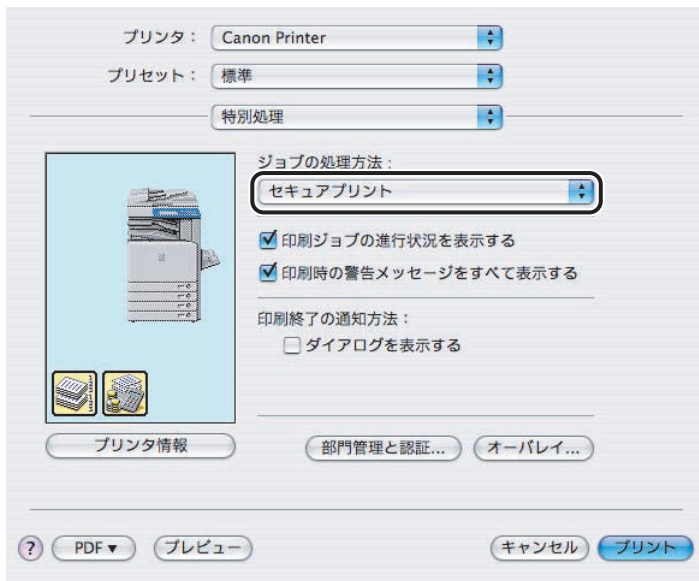 プリンタ： Canon Printer
プリセット： 標準
特別処理
ジョブの処理方法：
セキュアプリント
印刷ジョブの進行状況を表示する
印刷時の警告メッセージをすべて表示する
印刷終了の通知方法：
ダイアログを表示する
プリンタ情報 部門管理と認証... オーバレイ...
? PDF▼ プレビュー キャンセル プリント